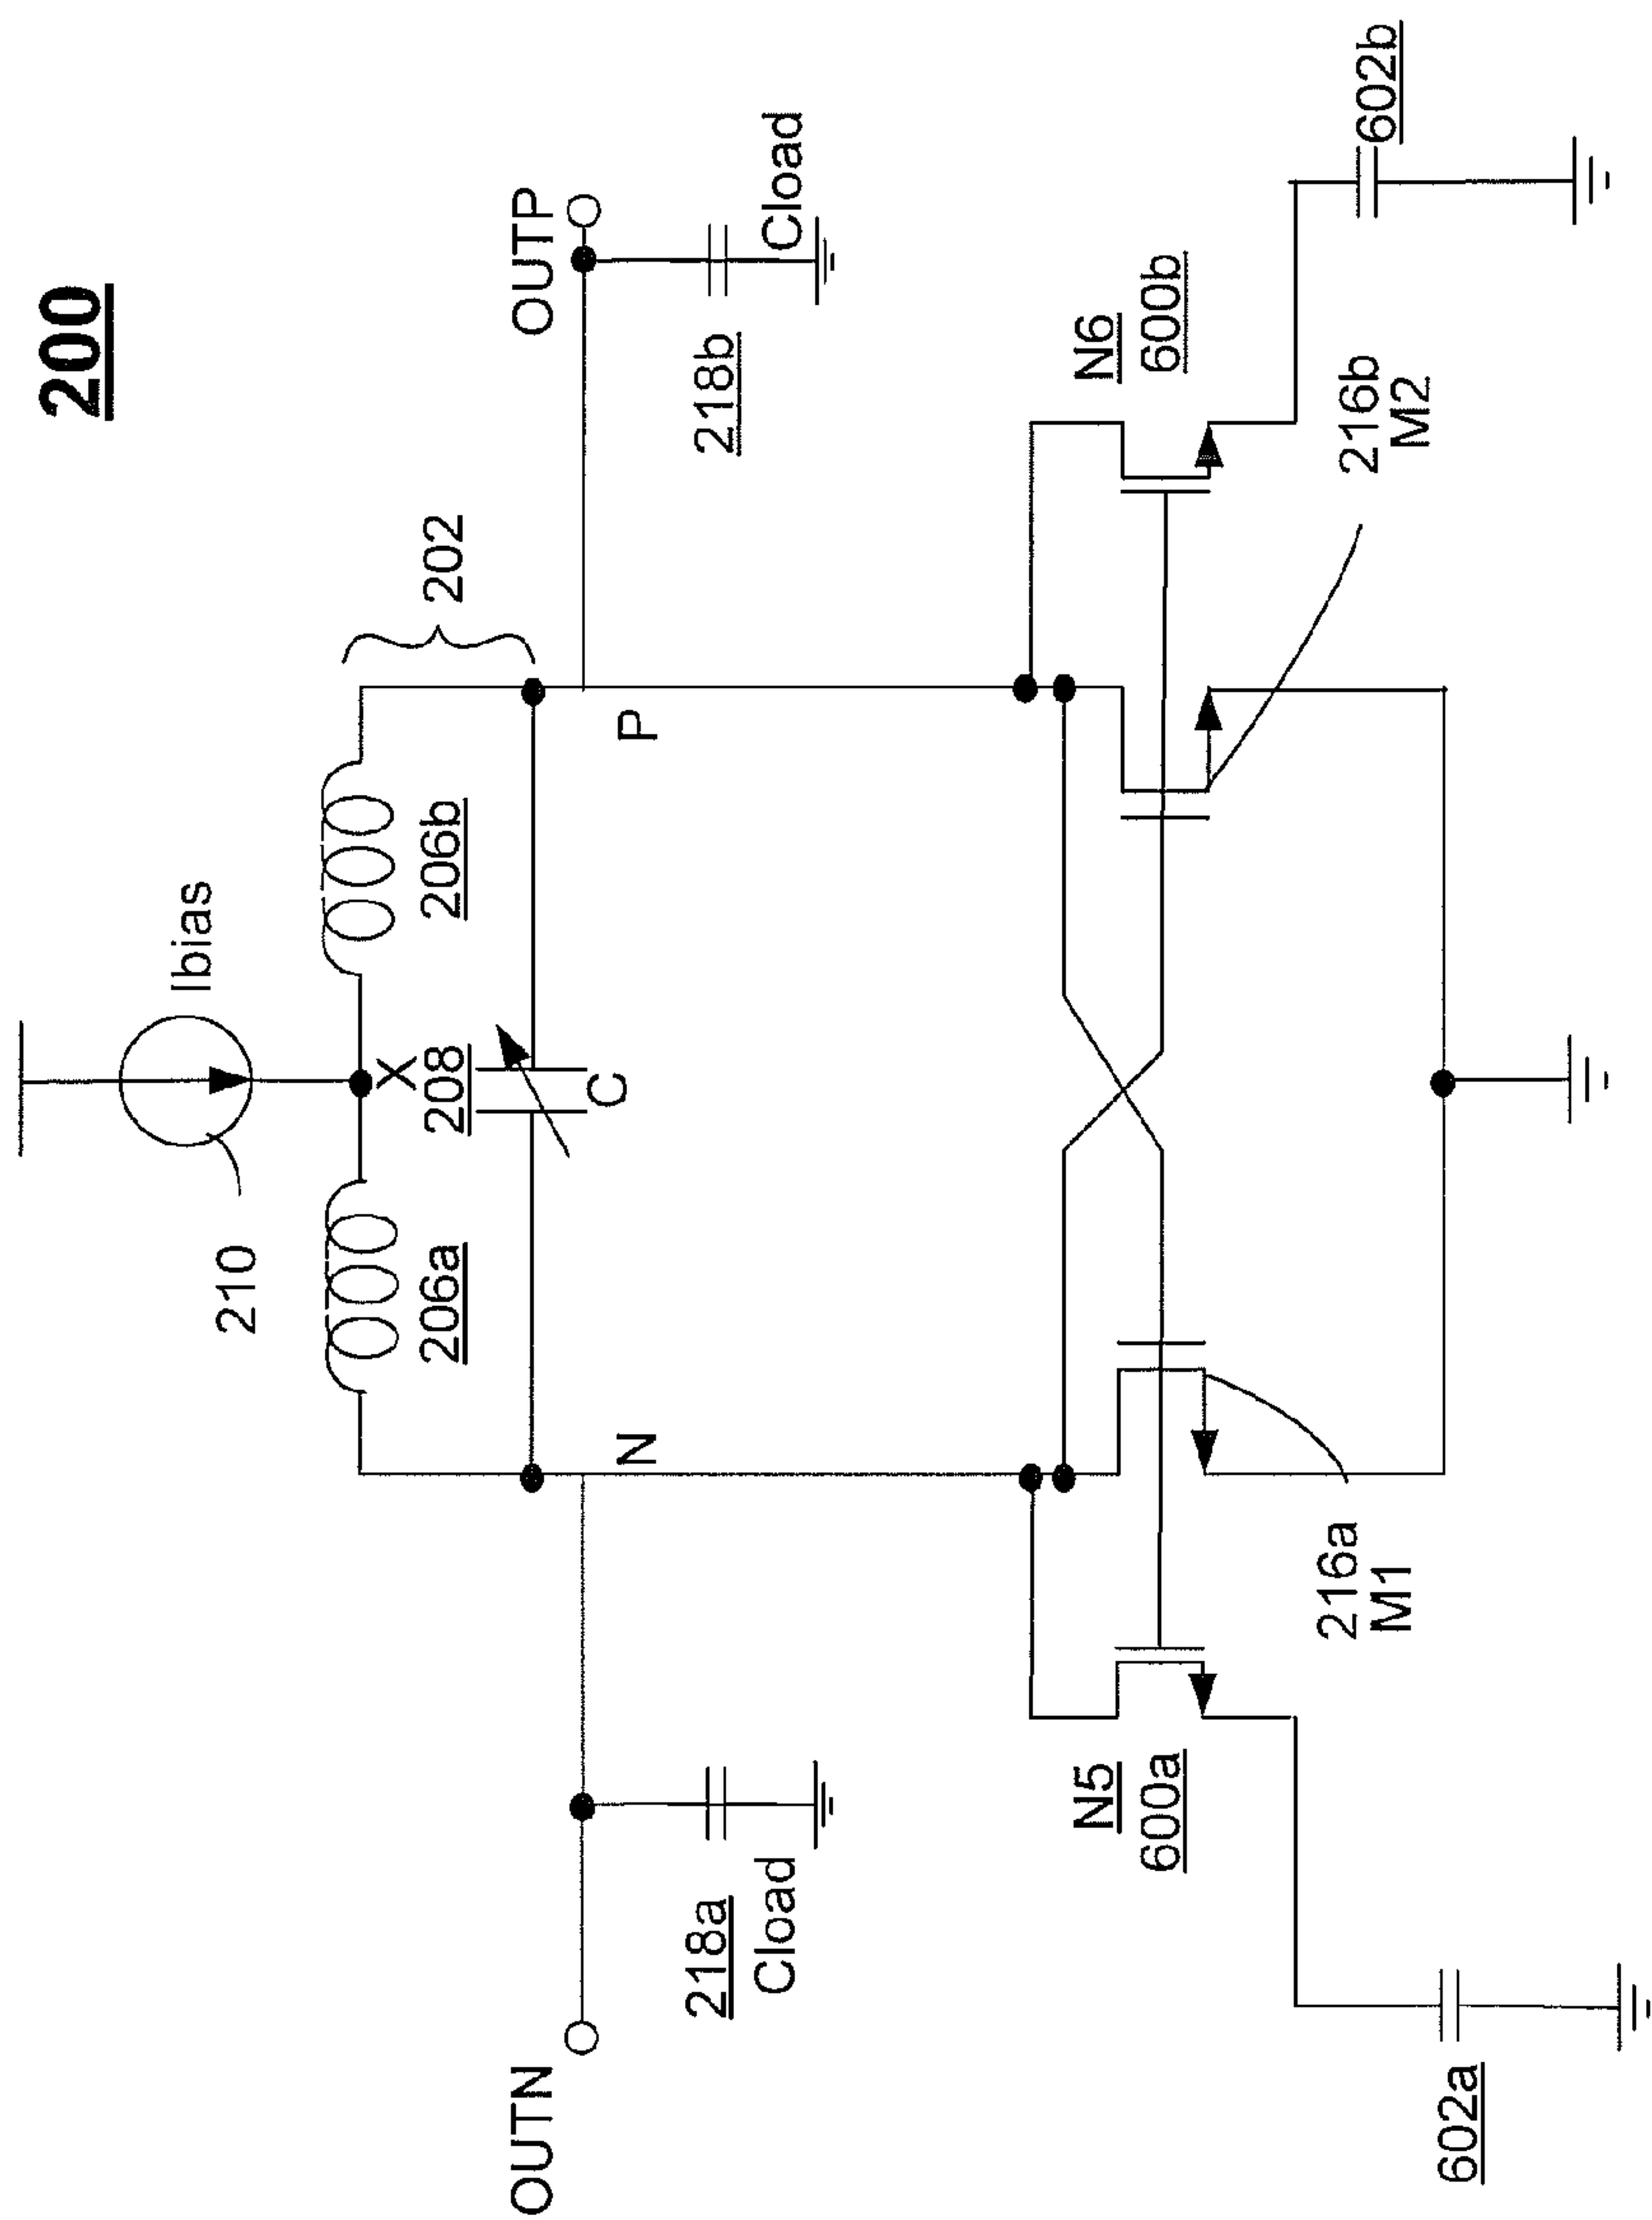 200
Ibias
210
206a
206b
X
208
C
202
N
P
OUTN
OUTP
218a
Cload
218b
Cload
N5
600a
N6
600b
216a
M1
216b
M2
602a
602b